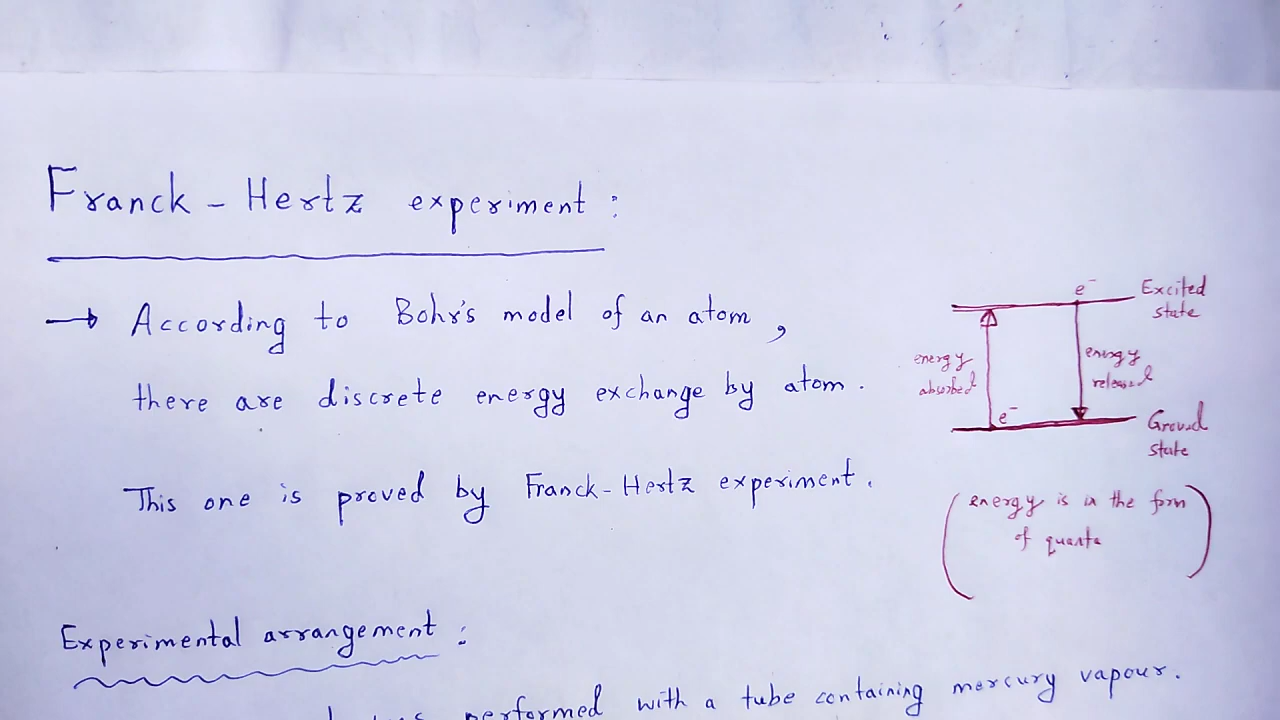 Franck - Hertz experiment :
→ According to Bohr's model of an atom ,
there are discrete energy exchange by atom .
This one is proved by Franck-Hertz experiment .
e⁻ Excited
state
energy
absorbed
energy
released
e⁻ Ground
state
( energy is in the form
of quanta )
Experimental arrangement :
performed with a tube containing mercury vapour .